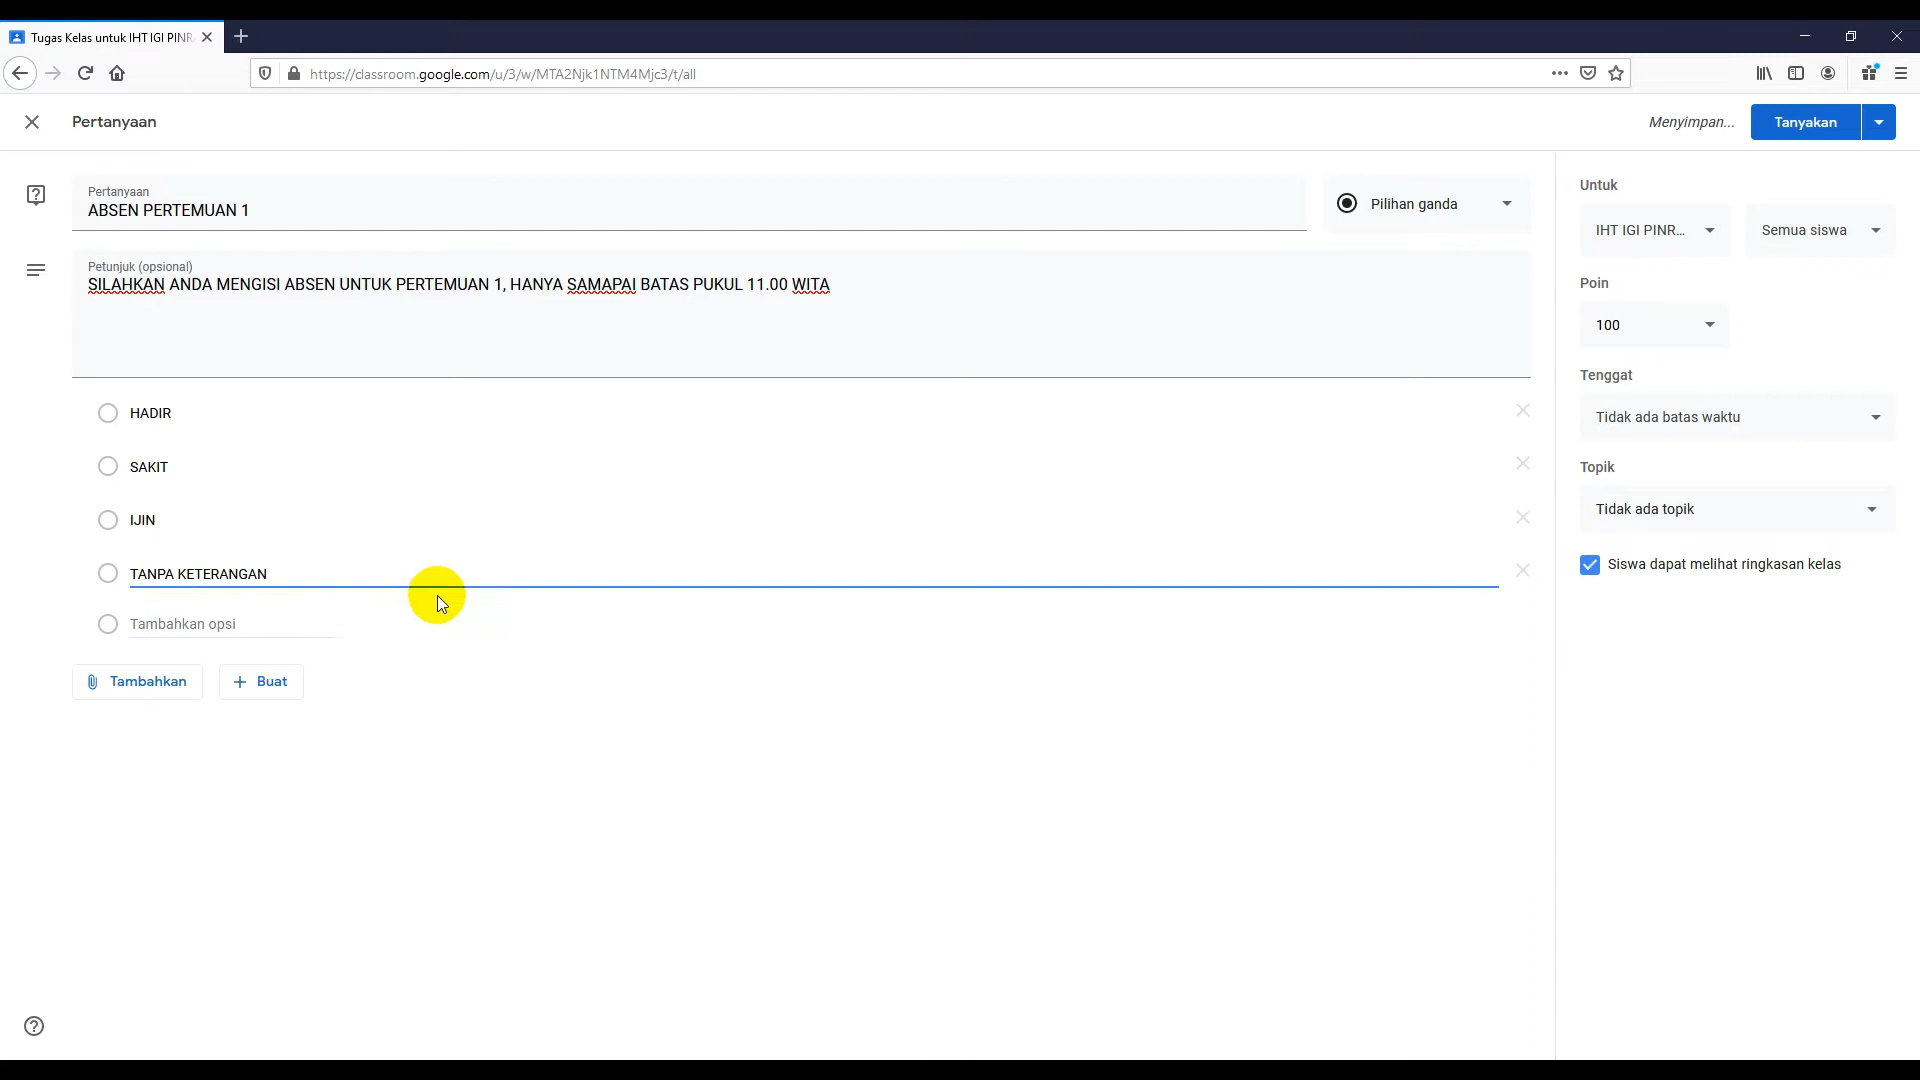 Tugas Kelas untuk IHT IGI PINR
https://classroom.google.com/u/3/w/MTA2Njk1NTM4Mjc3/t/all
Pertanyaan
Menyimpan...
Tanyakan
Pertanyaan
ABSEN PERTEMUAN 1
Pilihan ganda
Petunjuk (opsional)
SILAHKAN ANDA MENGISI ABSEN UNTUK PERTEMUAN 1, HANYA SAMAPAI BATAS PUKUL 11.00 WITA
HADIR
SAKIT
IJIN
TANPA KETERANGAN
Tambahkan opsi
Tambahkan
Buat
Untuk
IHT IGI PINR...
Semua siswa
Poin
100
Tenggat
Tidak ada batas waktu
Topik
Tidak ada topik
Siswa dapat melihat ringkasan kelas